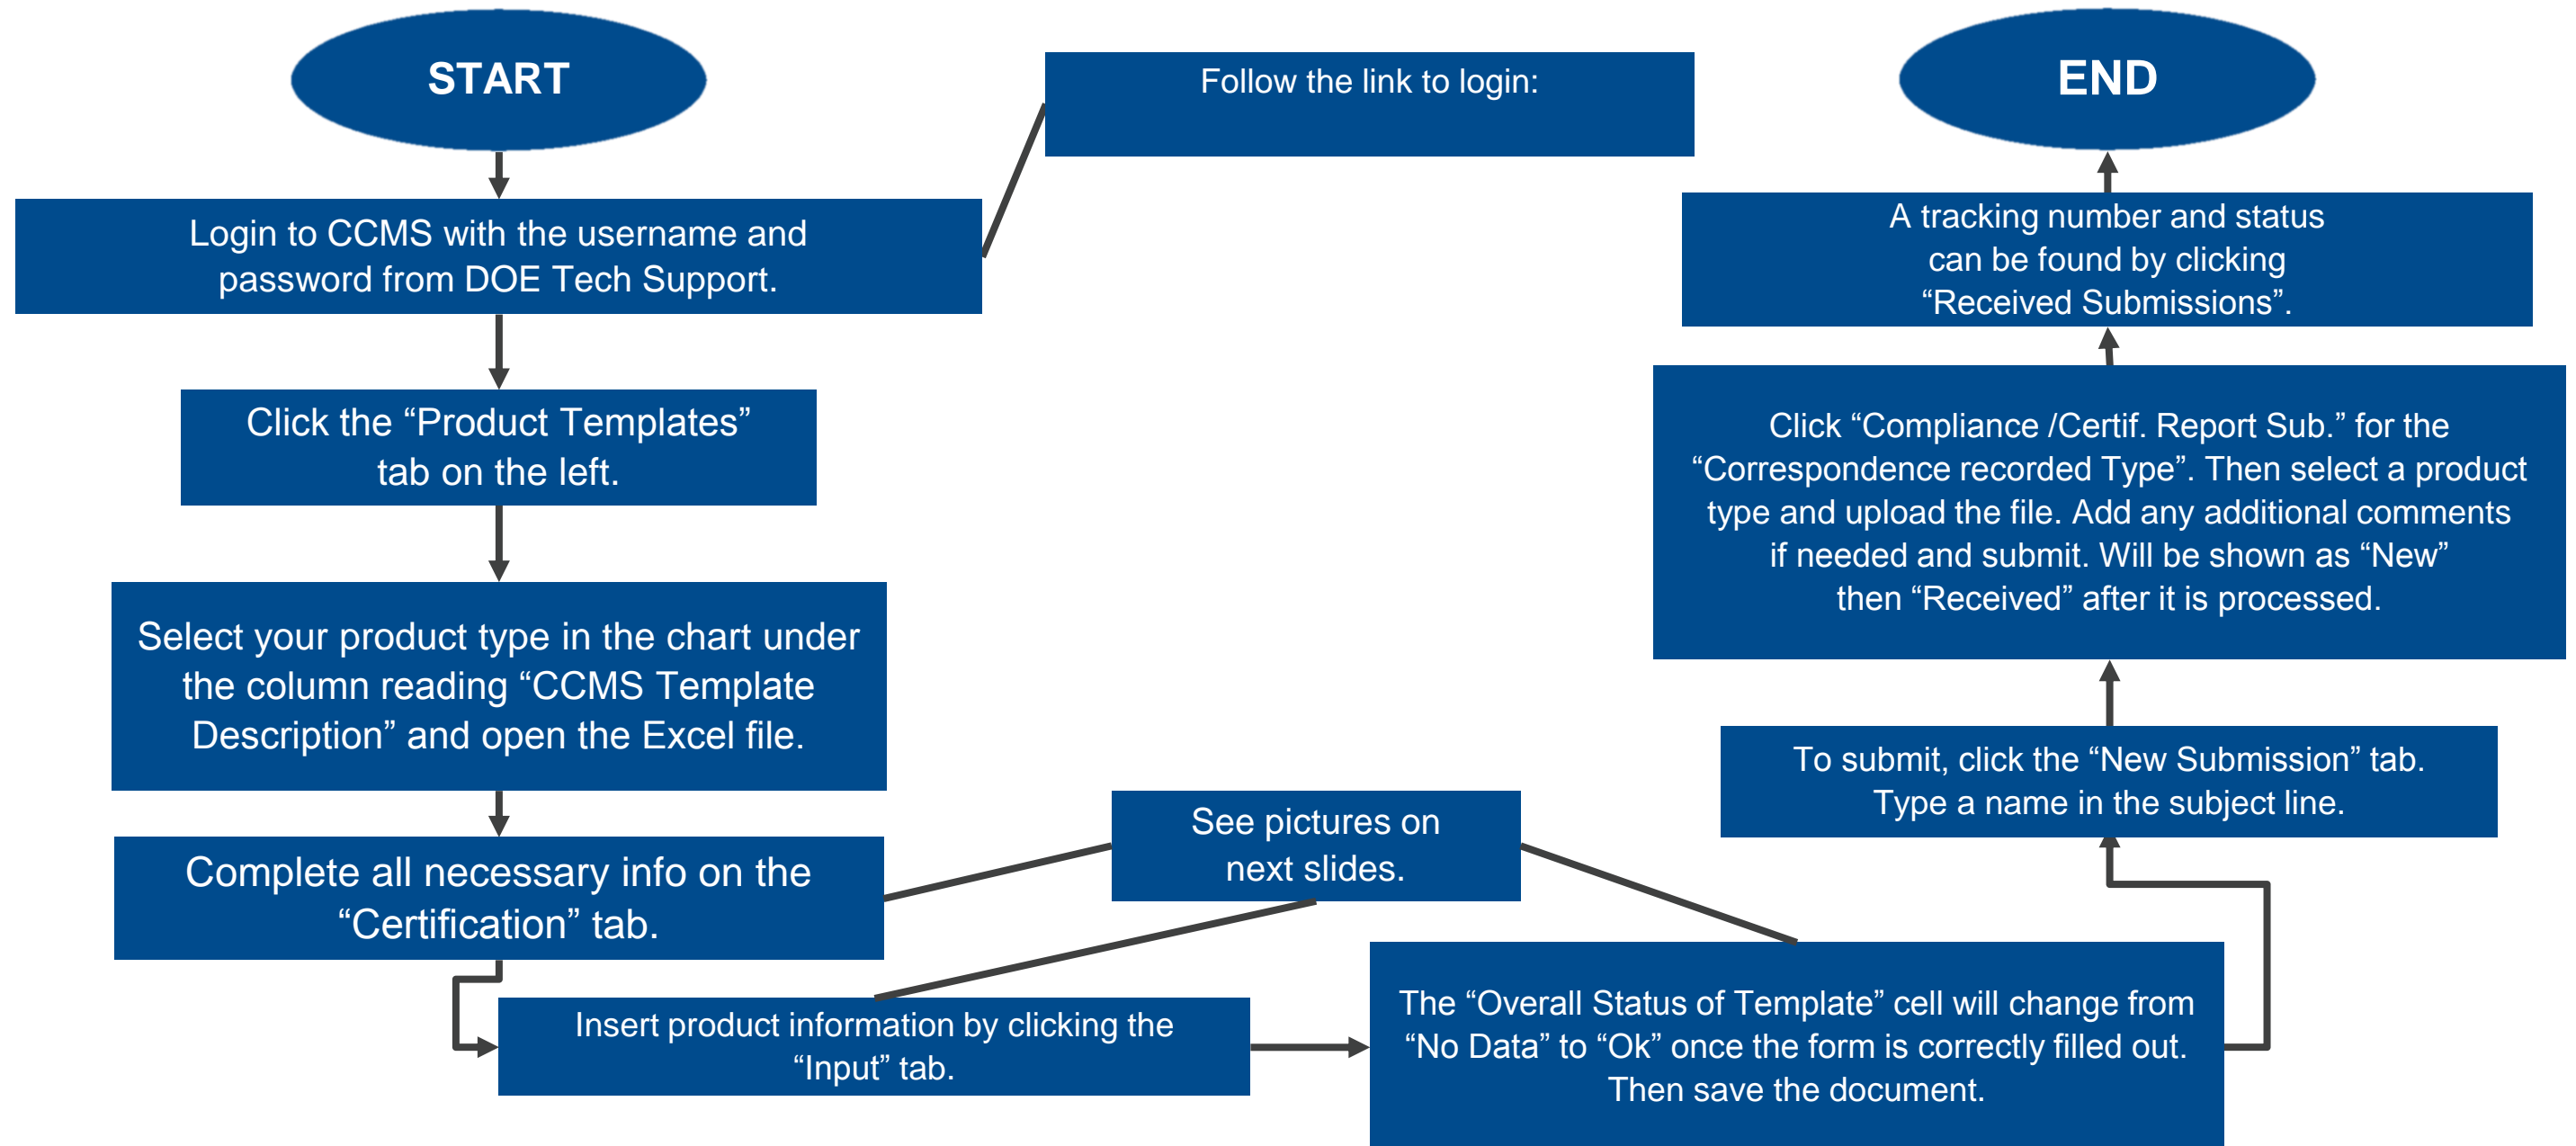 START
Login to CCMS with the username and
password from DOE Tech Support.
Follow the link to login:
Click the “Product Templates”
tab on the left.
Select your product type in the chart under
the column reading “CCMS Template
Description” and open the Excel file.
Complete all necessary info on the
“Certification” tab.
See pictures on
next slides.
Insert product information by clicking the
“Input” tab.
The “Overall Status of Template” cell will change from
“No Data” to “Ok” once the form is correctly filled out.
Then save the document.
To submit, click the “New Submission” tab.
Type a name in the subject line.
Click “Compliance /Certif. Report Sub.” for the
“Correspondence recorded Type”. Then select a product
type and upload the file. Add any additional comments
if needed and submit. Will be shown as “New”
then “Received” after it is processed.
A tracking number and status
can be found by clicking
“Received Submissions”.
END